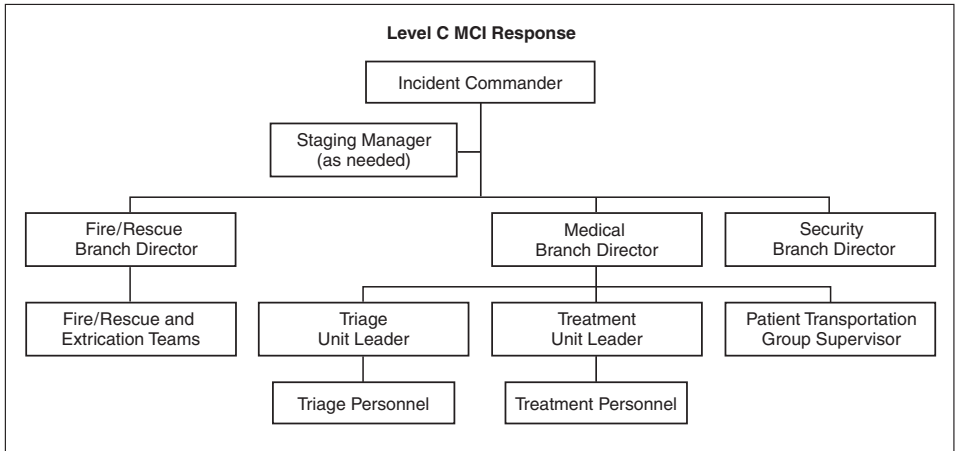 Level C MCI Response
Incident Commander
Staging Manager
(as needed)
Fire/Rescue
Branch Director
Medical
Branch Director
Security
Branch Director
Fire/Rescue and
Extrication Teams
Triage
Unit Leader
Treatment
Unit Leader
Patient Transportation
Group Supervisor
Triage Personnel
Treatment Personnel